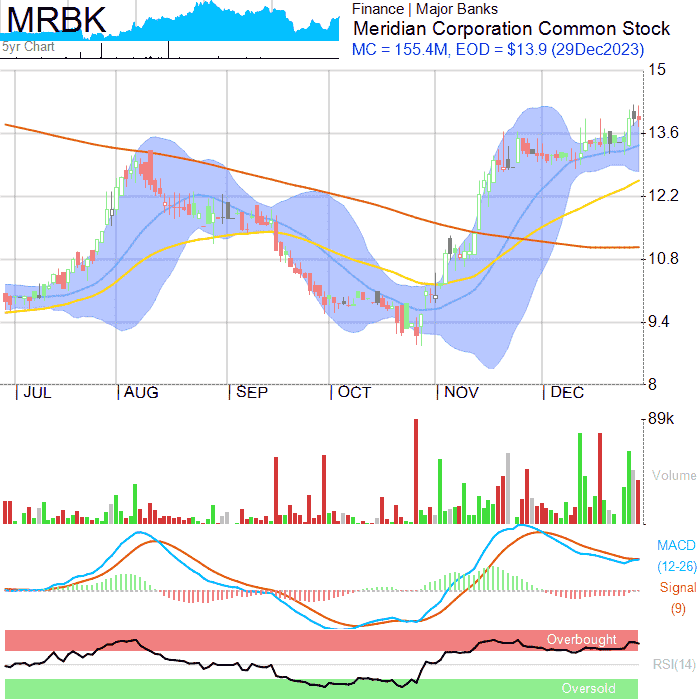 MRBK
5yr Chart
Finance | Major Banks
Meridian Corporation Common Stock
MC = 155.4M, EOD = $13.9 (29Dec2023)
15
13.6
12.2
10.8
9.4
8
| JUL | AUG | SEP | OCT | NOV | DEC
89k
Volume
MACD
(12-26)
Signal
(9)
Overbought
RSI(14)
Oversold